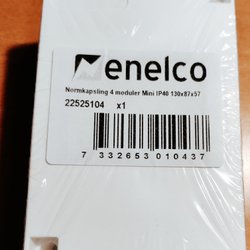 enelco
Normkapsling 4 moduler Mini IP40 130x87x57
22525104 x1
7 332653 010437